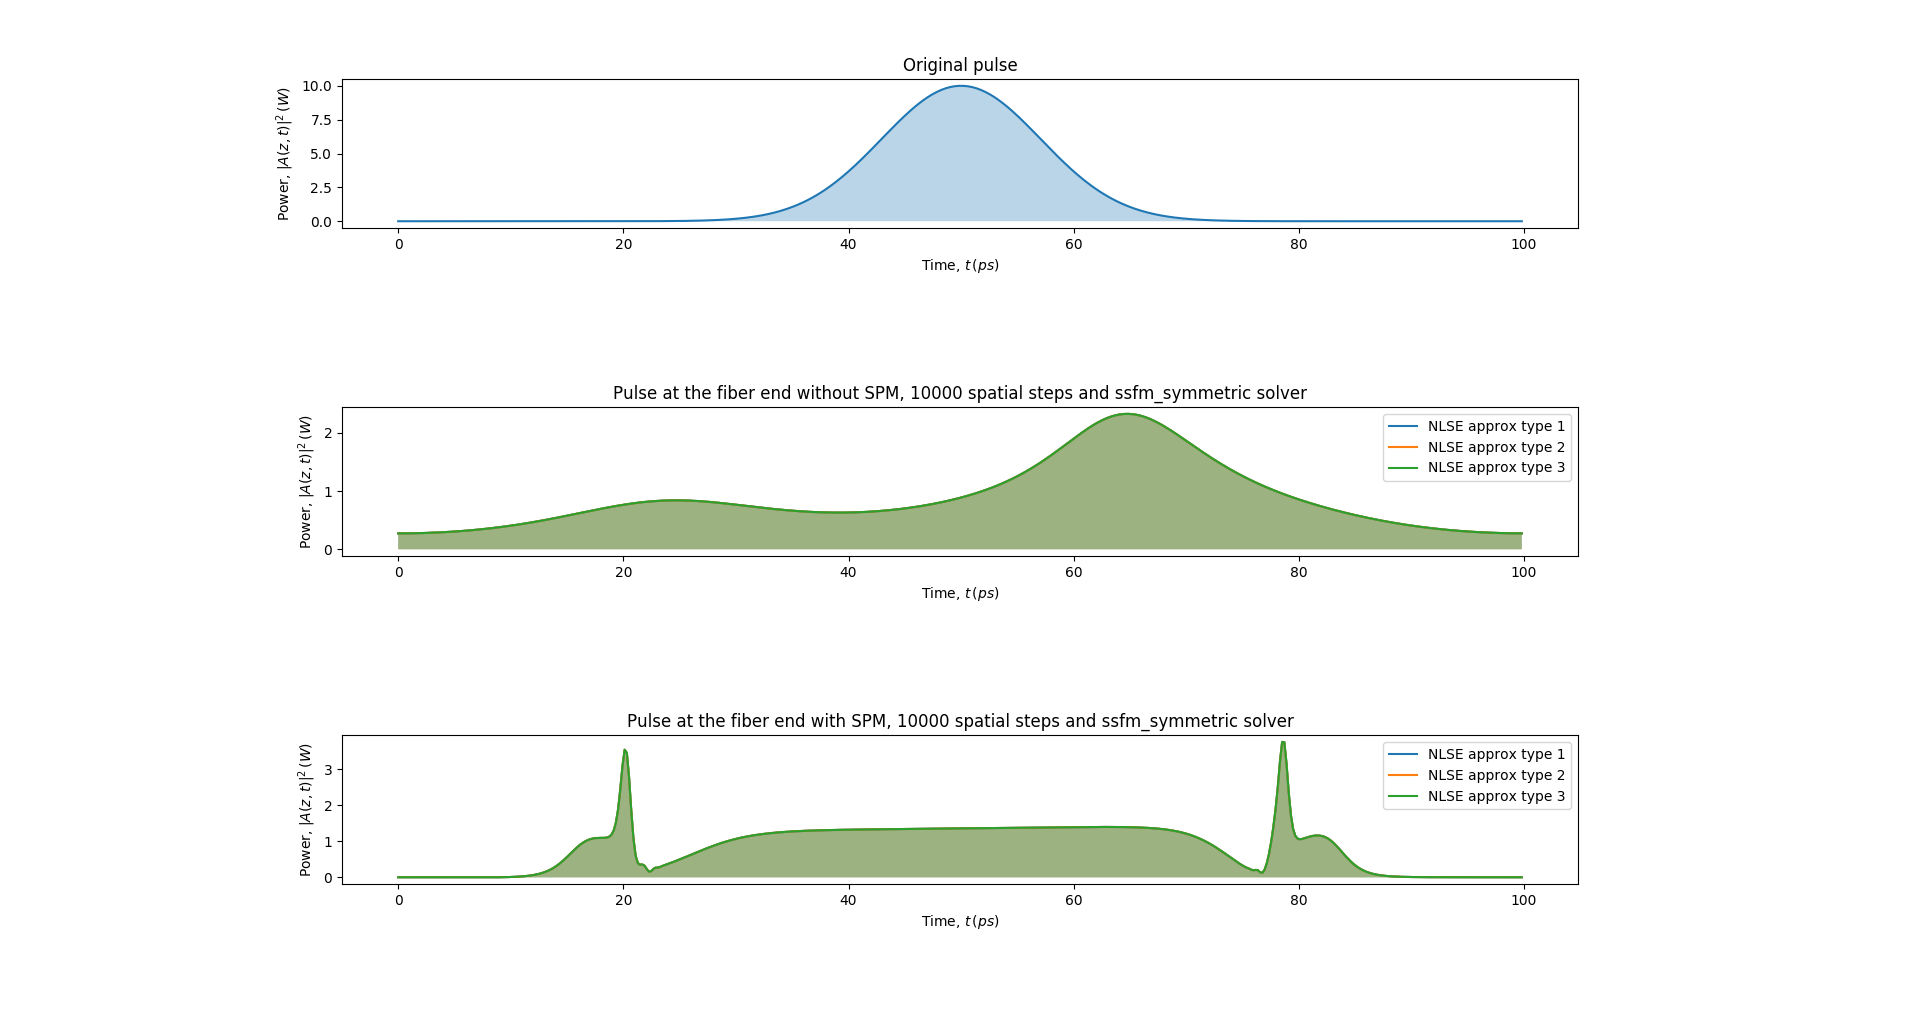 Original pulse
Power, |A(z, t)|² (W)
10.0
7.5
5.0
2.5
0.0
0 20 40 60 80 100
Time, t (ps)
Pulse at the fiber end without SPM, 10000 spatial steps and ssfm_symmetric solver
Power, |A(z, t)|² (W)
2
1
0
NLSE approx type 1
NLSE approx type 2
NLSE approx type 3
0 20 40 60 80 100
Time, t (ps)
Pulse at the fiber end with SPM, 10000 spatial steps and ssfm_symmetric solver
Power, |A(z, t)|² (W)
3
2
1
0
NLSE approx type 1
NLSE approx type 2
NLSE approx type 3
0 20 40 60 80 100
Time, t (ps)